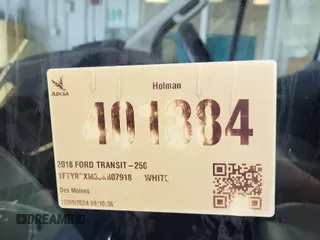 ADESA
Holman
401384
2018 FORD TRANSIT-250
WHITE
Des Moines
DREAMBID